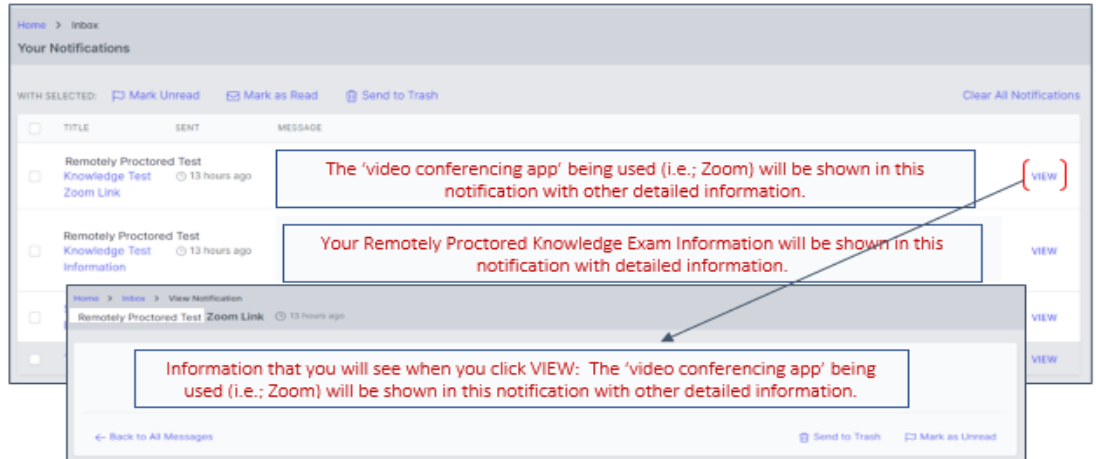 Home > Inbox
Your Notifications
WITH SELECTED: Mark Unread Mark as Read Send to Trash Clear All Notifications
TITLE SENT MESSAGE
Remotely Proctored Test
Knowledge Test 13 hours ago
Zoom Link
The 'video conferencing app' being used (i.e.; Zoom) will be shown in this
notification with other detailed information.
VIEW
Remotely Proctored Test
Knowledge Test 13 hours ago
Information
Your Remotely Proctored Knowledge Exam Information will be shown in this
notification with detailed information.
VIEW
VIEW
VIEW
Home > Inbox > View Notification
Remotely Proctored Test Zoom Link 13 hours ago
Information that you will see when you click VIEW: The 'video conferencing app' being
used (i.e.; Zoom) will be shown in this notification with other detailed information.
← Back to All Messages Send to Trash Mark as Unread